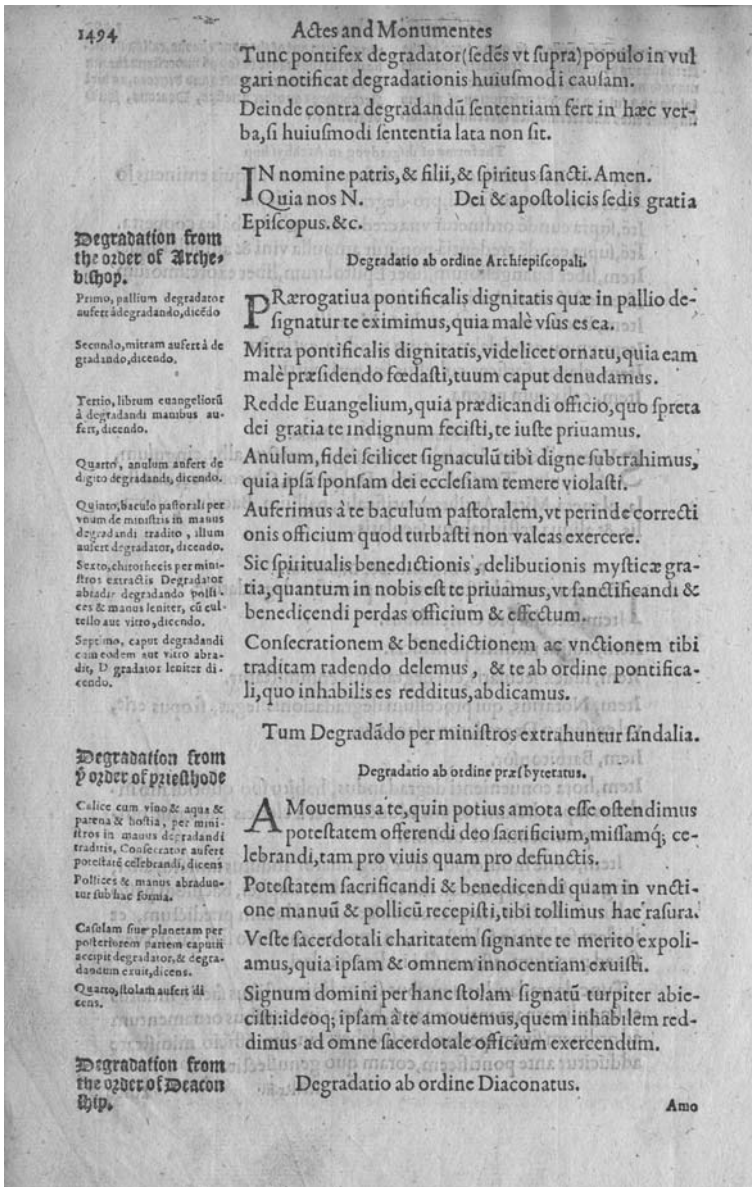 1494
Actes and Monumentes
Tunc pontifex degradator(ſedẽs vt ſupra)populo in vul
gari notificat degradationis huiuſmodi cauſam.
Deinde contra degradandũ ſententiam fert in hæc ver-
ba,ſi huiuſmodi ſententia lata non ſit.
IN nomine patris,& filii,& ſpiritus ſancti. Amen.
Quia nos N. Dei & apoſtolicis ſedis gratia
Epiſcopus.&c.
Degradation from
the order of Arche-
biſhop.
Degradatio ab ordine Archiepiſcopali.
Primo, pallium degradator
aufert à degradando,dicẽdo
PRærogatiua pontificalis dignitatis quæ in pallio de-
ſignatur te eximimus,quia malè vſus es ea.
Secundo,mitram aufert à de
gradando,dicendo.
Mitra pontificalis dignitatis,videlicet ornatu,quia eam
malè præſidendo fœdaſti,tuum caput denudamus.
Tertio, librum euangeliorũ
à degradandi manibus au-
fert, dicendo.
Redde Euangelium,quia prædicandi officio,quo ſpreta
dei gratia te indignum feciſti,te iuſte priuamus.
Quarto, anulum anfert de
digito degradandi, dicendo.
Anulum,fidei ſcilicet ſignaculũ tibi digne ſubtrahimus,
quia ipſã ſponſam dei eccleſiam temere violaſti.
Quinto,baculo paſtorali per
vnum de miniſtris in manus
degradandi tradito, illum
aufert degradator, dicendo.
Auferimus à te baculum paſtoralem,vt perinde correcti
onis officium quod turbaſti non valeas exercere.
Sexto,chirothecis per mini-
ſtros extractis Degradator
abradit degradando polli-
ces & manus leniter, cũ cul-
tello aut vitro,dicendo.
Sic ſpiritualis benedictionis, delibutionis myſticæ gra-
tia,quantum in nobis eſt te priuamus,vt ſanctificandi &
benedicendi perdas officium & effectum.
Septimo, caput degradandi
cum eodem aut vitro abra-
dit, D gradator leniter di-
cendo.
Conſecrationem & benedictionem ac vnctionem tibi
traditam radendo delemus, & te ab ordine pontifica-
li,quo inhabilis es redditus,abdicamus.
Tum Degradãdo per miniſtros extrahuntur ſandalia.
Degradation from
yͤ order of prieſthode
Degradatio ab ordine præſbyteratus.
Calice cum vino & aqua &
patena & hoſtia, per mini-
ſtros in manus degradandi
traditis, Conſecrator aufert
poteſtatẽ celebrandi, dicens
AMouemus à te,quin potius amota eſſe oſtendimus
poteſtatem offerendi deo ſacrificium,miſſamq; ce-
lebrandi,tam pro viuis quam pro defunctis.
Pollices & manus abradun-
tur ſub hac forma.
Poteſtatem ſacrificandi & benedicendi quam in vncti-
one manuũ & pollicũ recepiſti,tibi tollimus hac raſura.
Caſulam ſiue planetam per
poſteriorem partem caputii
accipit degradator,& degra-
dandum exuit,dicens.
Veſte ſacerdotali charitatem ſignante te merito expoli-
amus,quia ipſam & omnem innocentiam exuiſti.
Quarto,ſtolam aufert di
cens.
Signum domini per hanc ſtolam ſignatũ turpiter abie-
ciſti:ideoq; ipſam à te amouemus,quem inhabilem red-
dimus ad omne ſacerdotale officium exercendum.
Degradation from
the order of Deacon
ſhip.
Degradatio ab ordine Diaconatus.
Amo